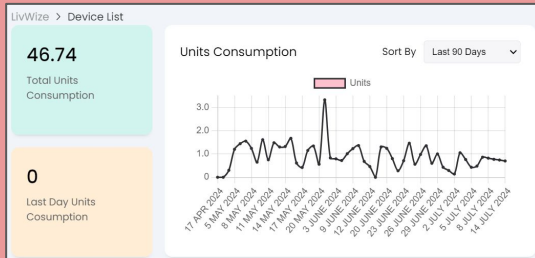 LivWize > Device List
46.74
Total Units
Consumption
0
Last Day Units
Cosumption
Units Consumption
Sort By
Last 90 Days
Units
3.0
2.0
1.0
0
17 APR 2024
5 MAY 2024
8 MAY 2024
11 MAY 2024
14 MAY 2024
17 MAY 2024
20 MAY 2024
3 JUNE 2024
9 JUNE 2024
12 JUNE 2024
20 JUNE 2024
23 JUNE 2024
26 JUNE 2024
29 JUNE 2024
2 JULY 2024
5 JULY 2024
8 JULY 2024
14 JULY 2024